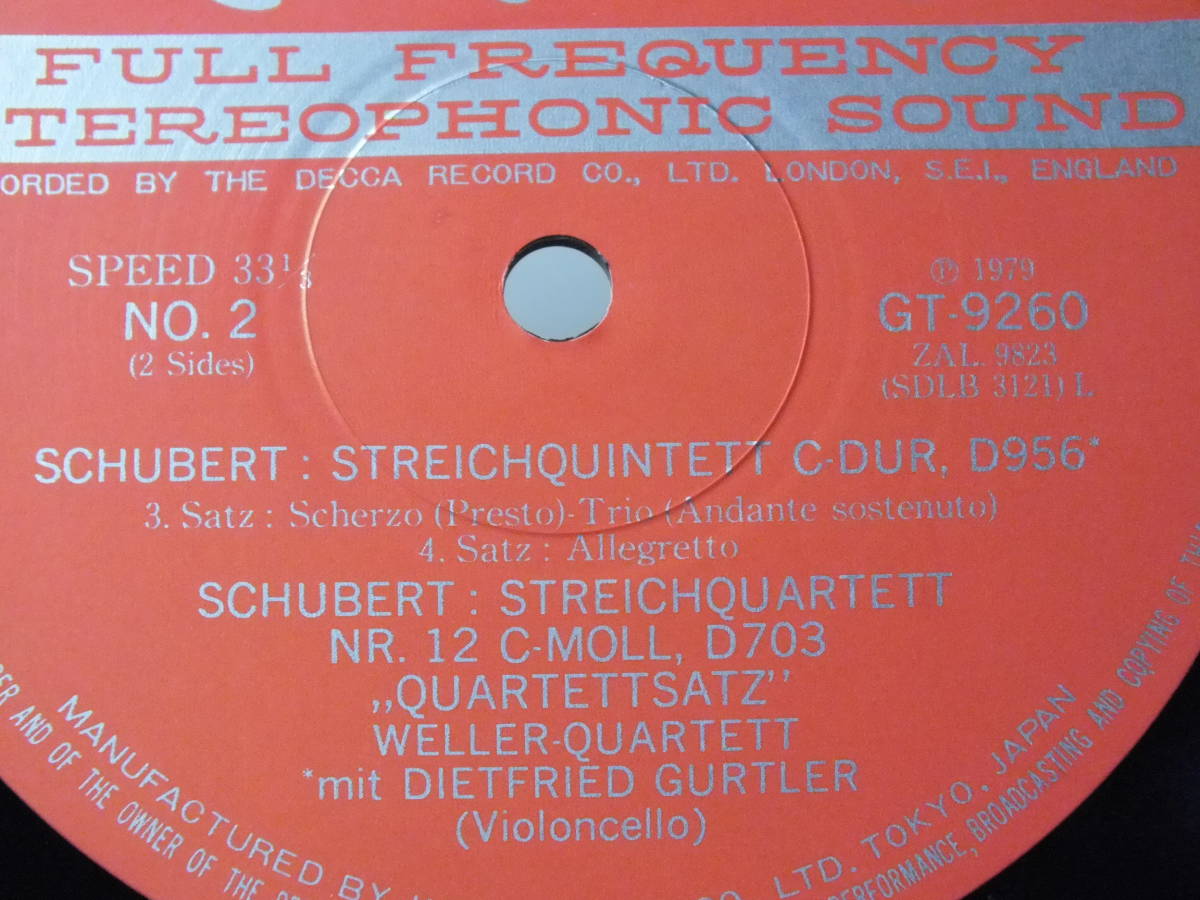 FULL FREQUENCY
TEREOPHONIC SOUND
ORDED BY THE DECCA RECORD CO., LTD. LONDON, S.E.I., ENGLAND
SPEED 33⅓
NO. 2
(2 Sides)
Ⓟ 1979
GT-9260
ZAL. 9823
(SDLB 3121) L
SCHUBERT : STREICHQUINTETT C-DUR, D956*
3. Satz : Scherzo (Presto)-Trio (Andante sostenuto)
4. Satz : Allegretto
SCHUBERT : STREICHQUARTETT
NR. 12 C-MOLL, D703
„QUARTETTSATZ”
WELLER-QUARTETT
*mit DIETFRIED GURTLER
(Violoncello)
MANUFACTURED BY CO., LTD. TOKYO, JAPAN
AND OF THE OWNER OF THE PERFORMANCE, BROADCASTING AND COPYING OF